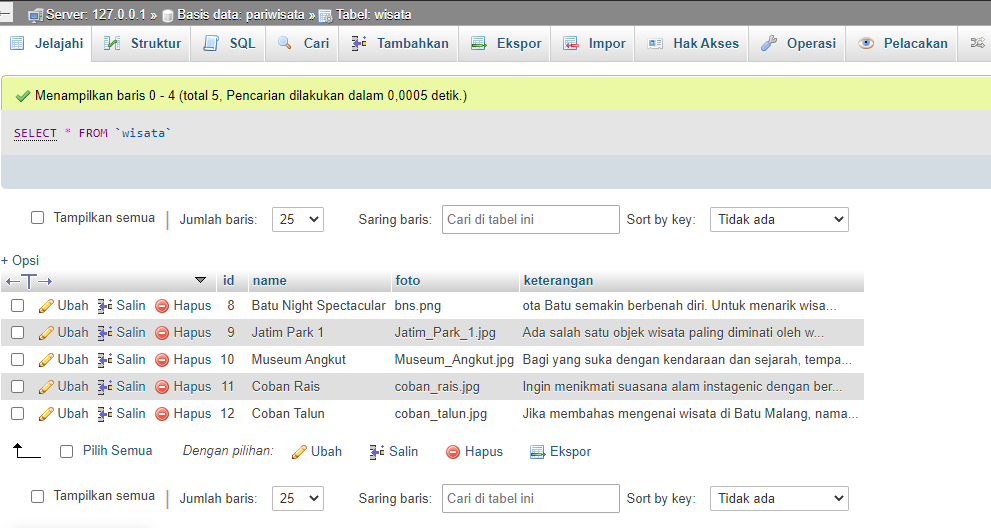 Server: 127.0.0.1 » Basis data: pariwisata » Tabel: wisata
Jelajahi Struktur SQL Cari Tambahkan Ekspor Impor Hak Akses Operasi Pelacakan
Menampilkan baris 0 - 4 (total 5, Pencarian dilakukan dalam 0,0005 detik.)
SELECT * FROM `wisata`
Tampilkan semua | Jumlah baris: 25 Saring baris: Cari di tabel ini Sort by key: Tidak ada
+ Opsi
←T→ id name foto keterangan
Ubah Salin Hapus 8 Batu Night Spectacular bns.png ota Batu semakin berbenah diri. Untuk menarik wisa...
Ubah Salin Hapus 9 Jatim Park 1 Jatim_Park_1.jpg Ada salah satu objek wisata paling diminati oleh w...
Ubah Salin Hapus 10 Museum Angkut Museum_Angkut.jpg Bagi yang suka dengan kendaraan dan sejarah, tempa...
Ubah Salin Hapus 11 Coban Rais coban_rais.jpg Ingin menikmati suasana alam instagenic dengan ber...
Ubah Salin Hapus 12 Coban Talun coban_talun.jpg Jika membahas mengenai wisata di Batu Malang, nama...
Pilih Semua Dengan pilihan: Ubah Salin Hapus Ekspor
Tampilkan semua | Jumlah baris: 25 Saring baris: Cari di tabel ini Sort by key: Tidak ada